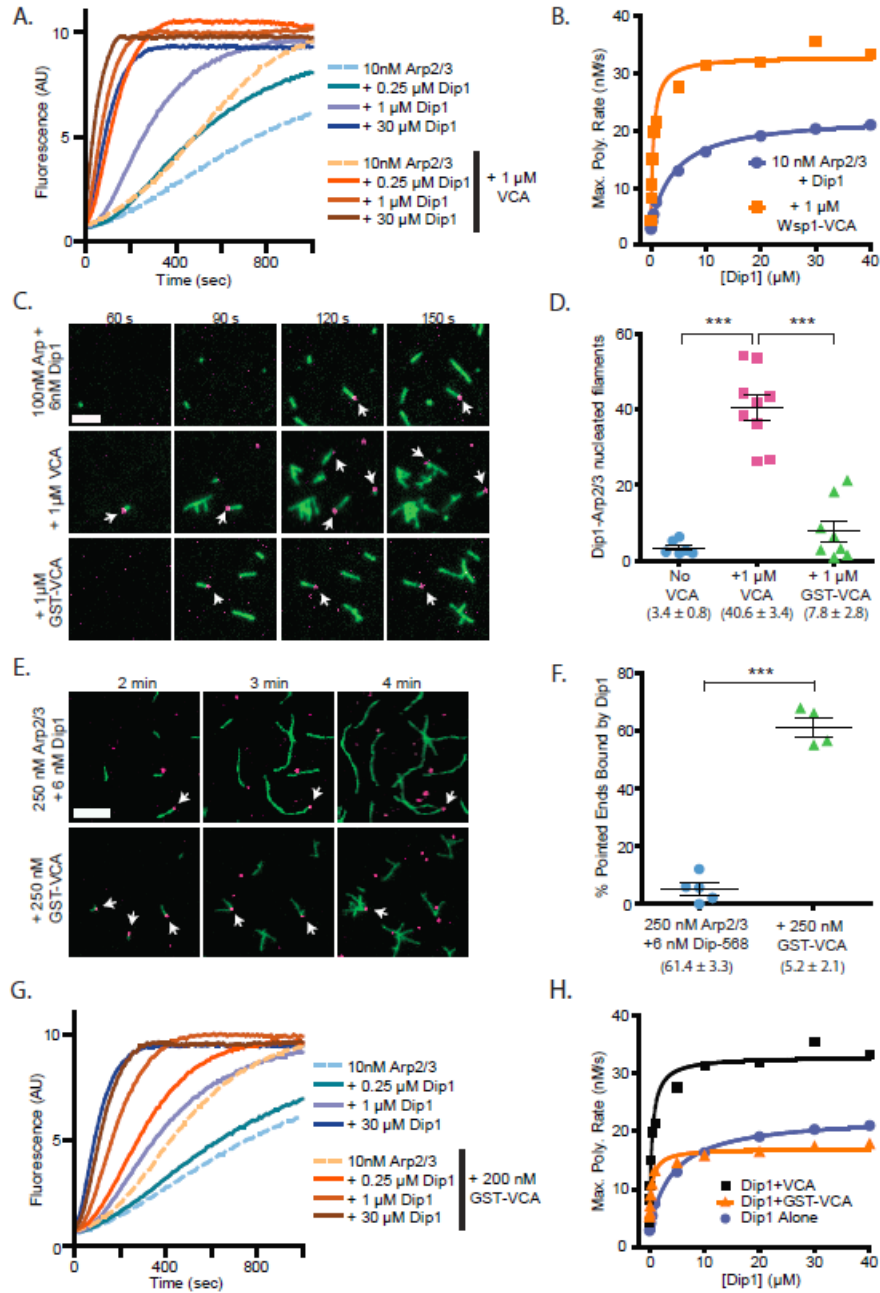 A.
10
5
0
Fluorescence (AU)
0 400 800
Time (sec)
10nM Arp2/3
+ 0.25 µM Dip1
+ 1 µM Dip1
+ 30 µM Dip1
10nM Arp2/3
+ 0.25 µM Dip1
+ 1 µM Dip1
+ 30 µM Dip1
+ 1 µM
VCA
B.
Max. Poly. Rate (nM/s)
40
30
20
10
0
0 10 20 30 40
[Dip1] (µM)
10 nM Arp2/3
+ Dip1
+ 1 µM
Wsp1-VCA
C.
60 s 90 s 120 s 150 s
100nM Arp +
6nM Dip1
+ 1µM VCA
+ 1µM
GST-VCA
D.
Dip1-Arp2/3 nucleated filaments
60
40
20
0
*** ***
No
VCA
(3.4 ± 0.8)
+1 µM
VCA
(40.6 ± 3.4)
+ 1 µM
GST-VCA
(7.8 ± 2.8)
E.
2 min 3 min 4 min
250 nM Arp2/3
+6 nM Dip1
+ 250 nM
GST-VCA
F.
% Pointed Ends Bound by Dip1
80
60
40
20
0
***
250 nM Arp2/3
+6 nM Dip-568
(61.4 ± 3.3)
+ 250 nM
GST-VCA
(5.2 ± 2.1)
G.
10
5
0
Fluorescence (AU)
0 400 800
Time (sec)
10nM Arp2/3
+ 0.25 µM Dip1
+ 1 µM Dip1
+ 30 µM Dip1
10nM Arp2/3
+ 0.25 µM Dip1
+ 1 µM Dip1
+ 30 µM Dip1
+ 200 nM
GST-VCA
H.
Max. Poly. Rate (nM/s)
40
30
20
10
0
0 10 20 30 40
[Dip1] (µM)
Dip1+VCA
Dip1+GST-VCA
Dip1 Alone